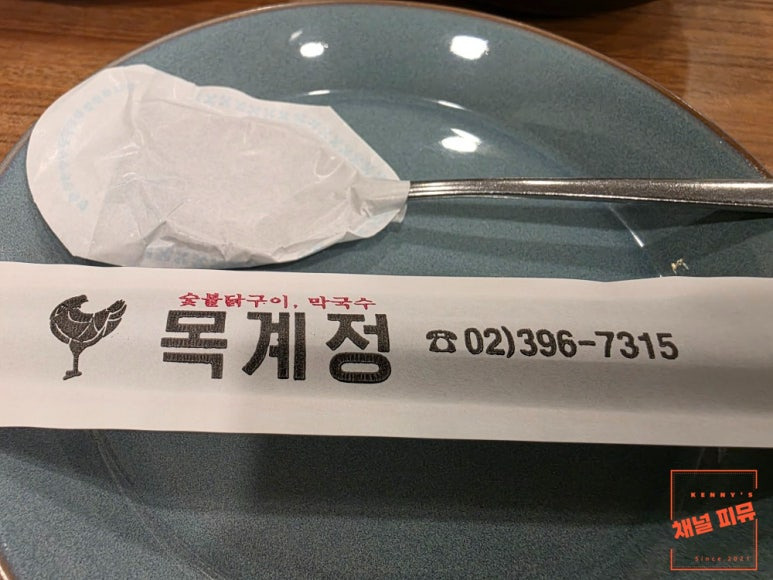 숯불닭구이, 막국수
목계정
☎ 02)396-7315
KENNY'S
채널 피뮤
Since 2021